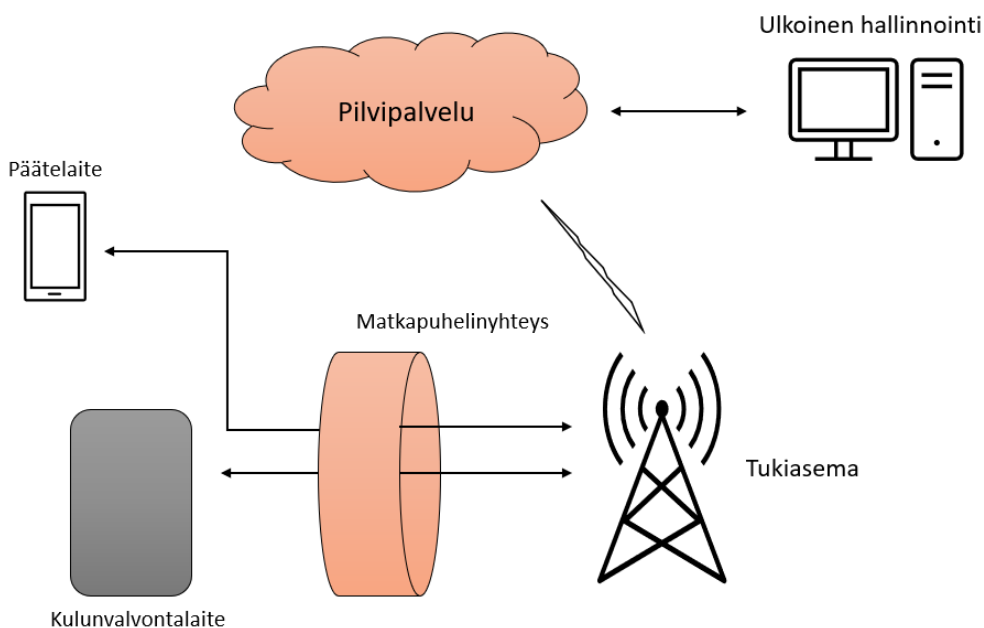 Ulkoinen hallinnointi
Pilvipalvelu
Päätelaite
Matkapuhelinyhteys
Tukiasema
Kulunvalvontalaite